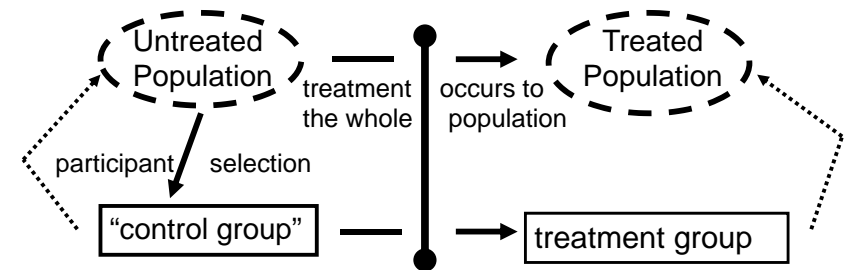 Untreated
Population
treatment
the whole
occurs to
population
Treated
Population
participant selection
“control group”
treatment group